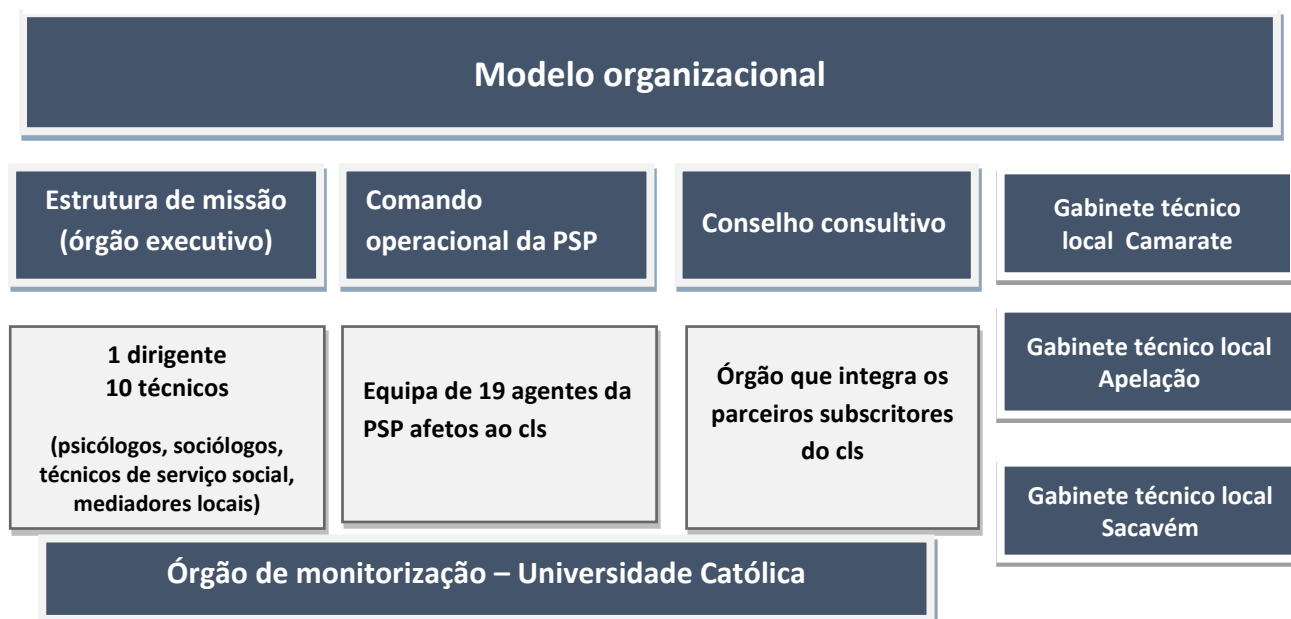 Modelo organizacional
Estrutura de missão
(órgão executivo)
Comando
operacional da PSP
Conselho consultivo
Gabinete técnico
local Camarate
1 dirigente
10 técnicos
(psicólogos, sociólogos,
técnicos de serviço social,
mediadores locais)
Equipa de 19 agentes da
PSP afetos ao cls
Órgão que integra os
parceiros subscritores
do cls
Gabinete técnico local
Apelação
Gabinete técnico local
Sacavém
Órgão de monitorização – Universidade Católica